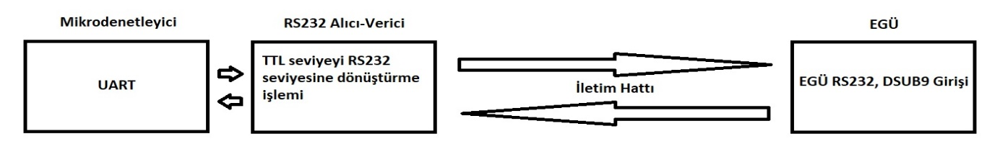 Mikrodenetleyici
UART
RS232 Alıcı-Verici
TTL seviyeyi RS232
seviyesine dönüştürme
işlemi
İletim Hattı
EGÜ
EGÜ RS232, DSUB9 Girişi